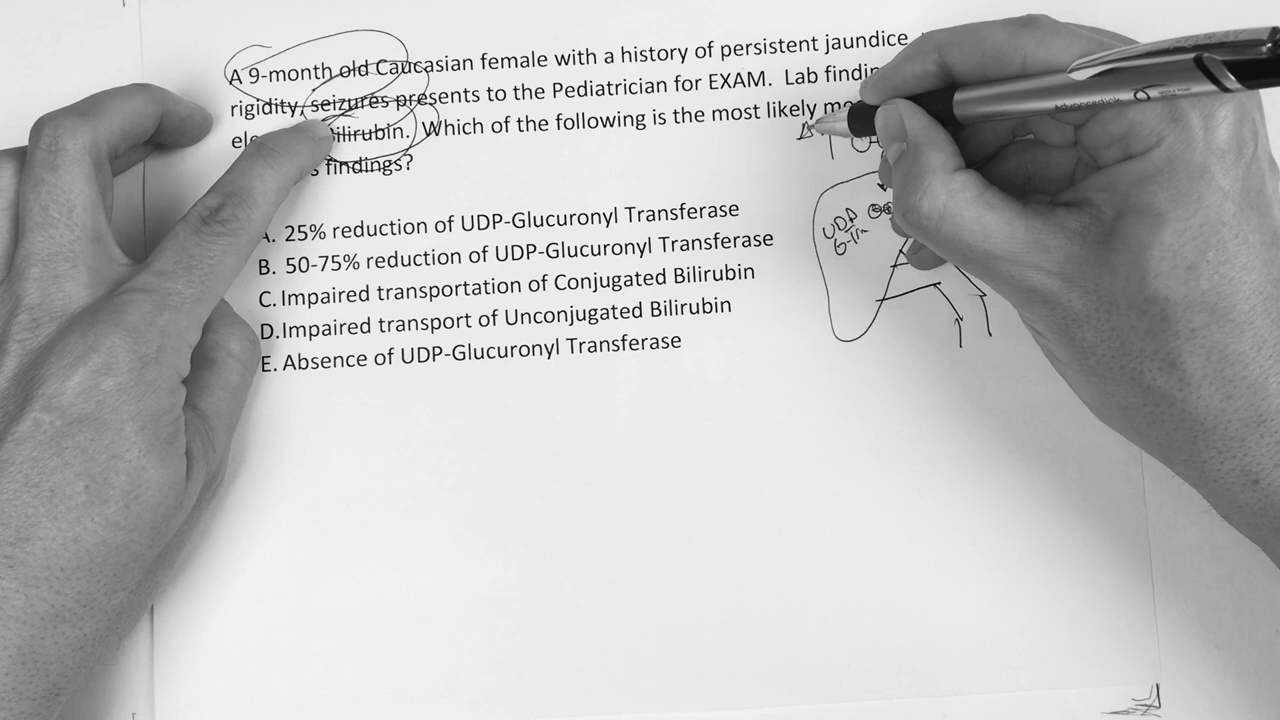 A 9-month old Caucasian female with a history of persistent jaundice
rigidity, seizures presents to the Pediatrician for EXAM. Lab
Bilirubin. Which of the following is the most likely
findings?
A. 25% reduction of UDP-Glucuronyl Transferase
B. 50-75% reduction of UDP-Glucuronyl Transferase
C. Impaired transportation of Conjugated Bilirubin
D. Impaired transport of Unconjugated Bilirubin
E. Absence of UDP-Glucuronyl Transferase
UDP